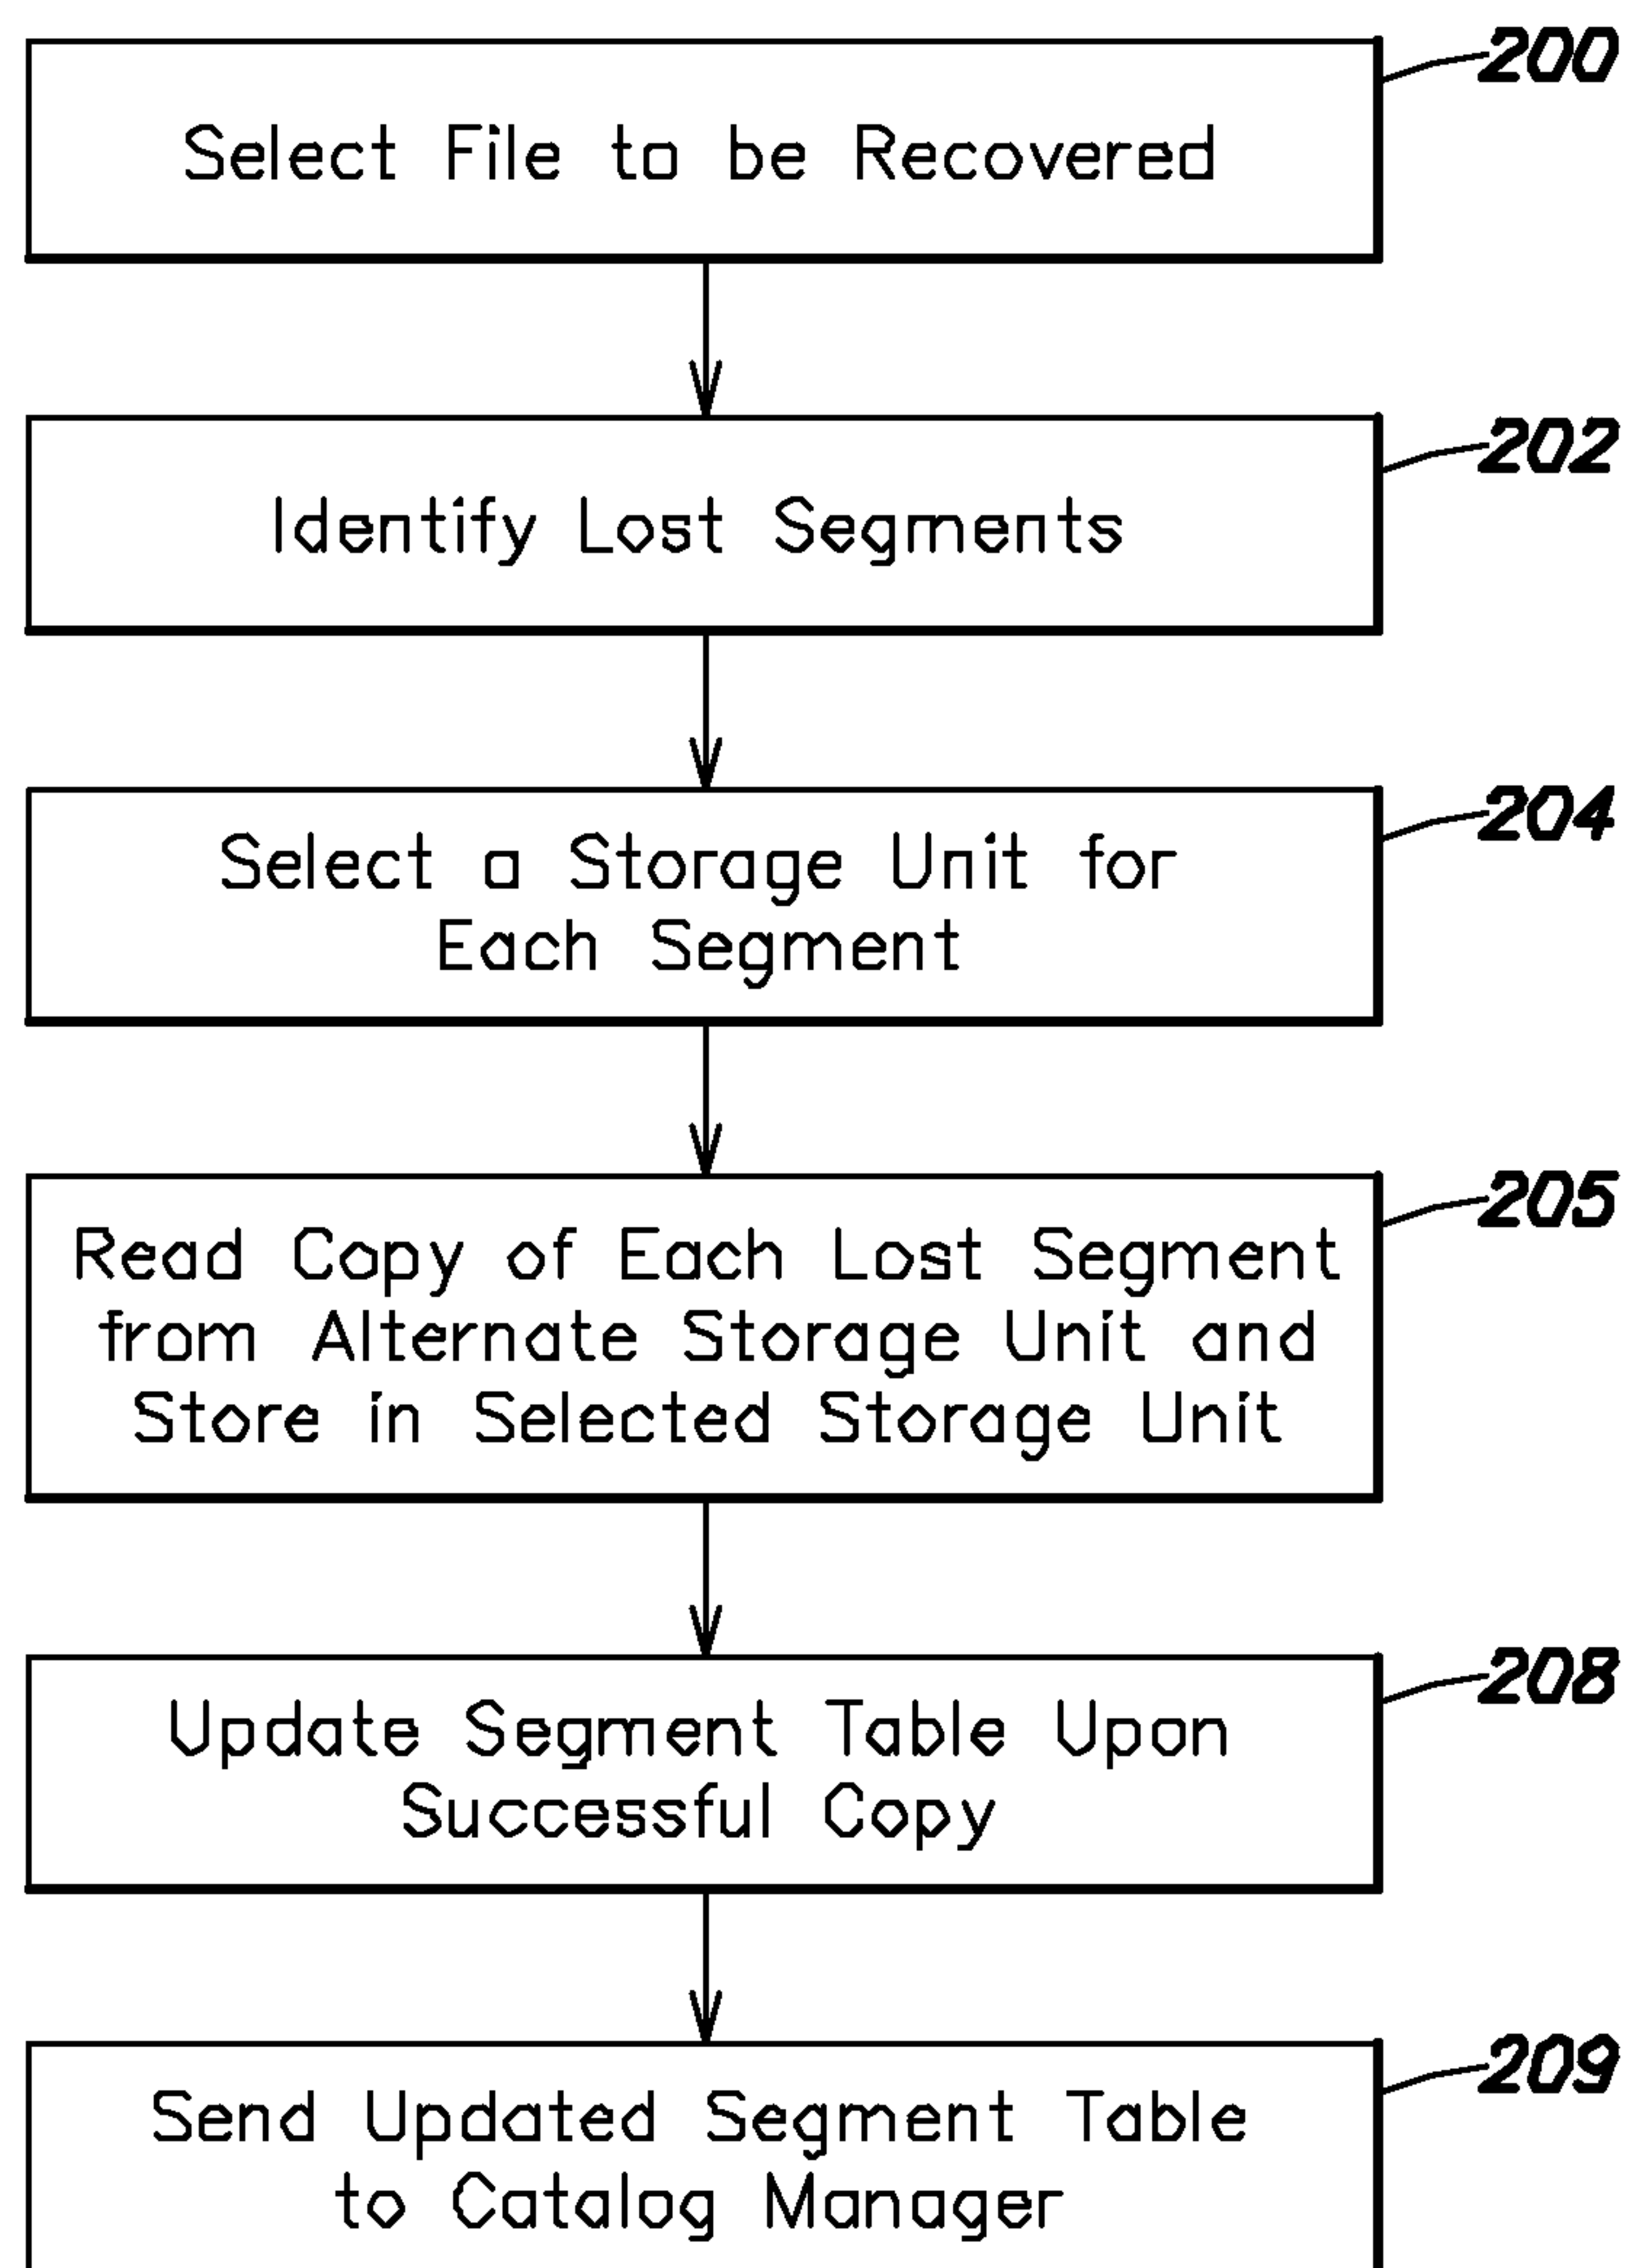 200
Select File to be Recovered
202
Identify Lost Segments
204
Select a Storage Unit for
Each Segment
205
Read Copy of Each Lost Segment
from Alternate Storage Unit and
Store in Selected Storage Unit
208
Update Segment Table Upon
Successful Copy
209
Send Updated Segment Table
to Catalog Manager